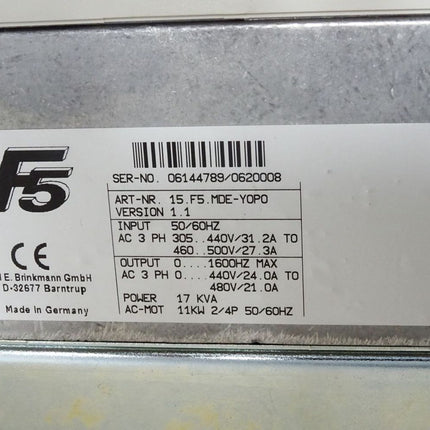 F5
SER-NO. 06144789/0620008
ART-NR. 15.F5.MDE-Y0P0
VERSION 1.1
INPUT 50/60HZ
AC 3 PH 305..440V/31.2A TO
460..500V/27.3A
OUTPUT 0....1600HZ MAX
AC 3 PH 0....440V/24.0A TO
480V/21.0A
POWER 17 KVA
AC-MOT 11KW 2/4P 50/60HZ
CE
E. Brinkmann GmbH
D-32677 Barntrup
Made in Germany